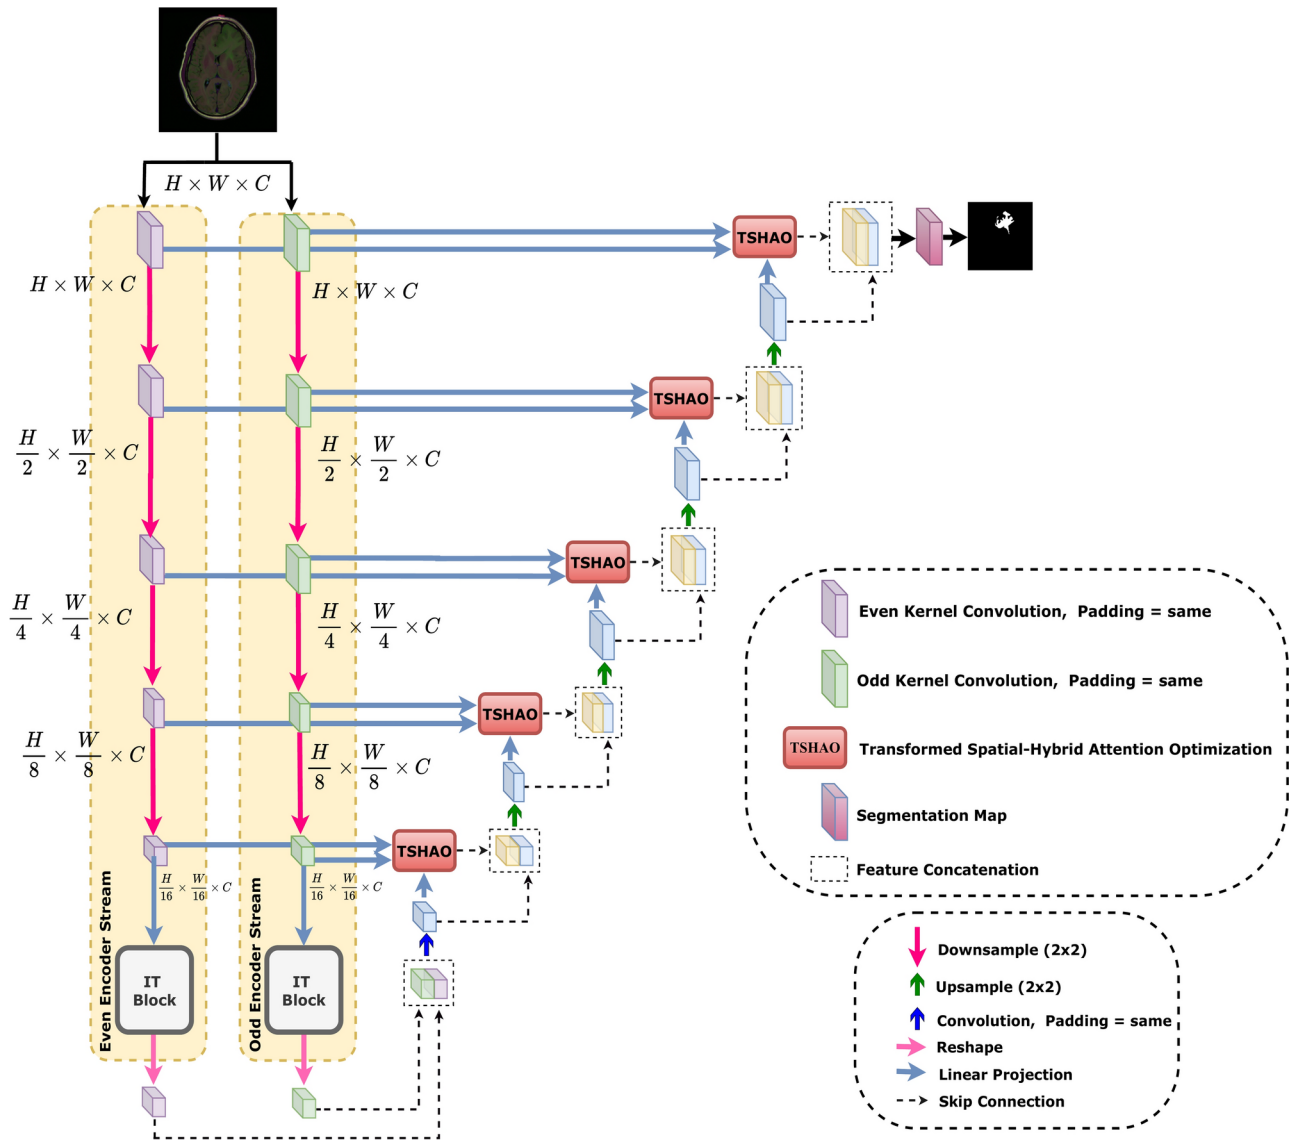 H × W × C
TSHAO
H × W × C
H × W × C
TSHAO
H/2 × W/2 × C
H/2 × W/2 × C
TSHAO
H/4 × W/4 × C
H/4 × W/4 × C
TSHAO
H/8 × W/8 × C
H/8 × W/8 × C
TSHAO
H/16 × W/16 × C
H/16 × W/16 × C
Even Encoder Stream
Odd Encoder Stream
IT
Block
IT
Block
Even Kernel Convolution, Padding = same
Odd Kernel Convolution, Padding = same
TSHAO Transformed Spatial-Hybrid Attention Optimization
Segmentation Map
Feature Concatenation
Downsample (2x2)
Upsample (2x2)
Convolution, Padding = same
Reshape
Linear Projection
Skip Connection